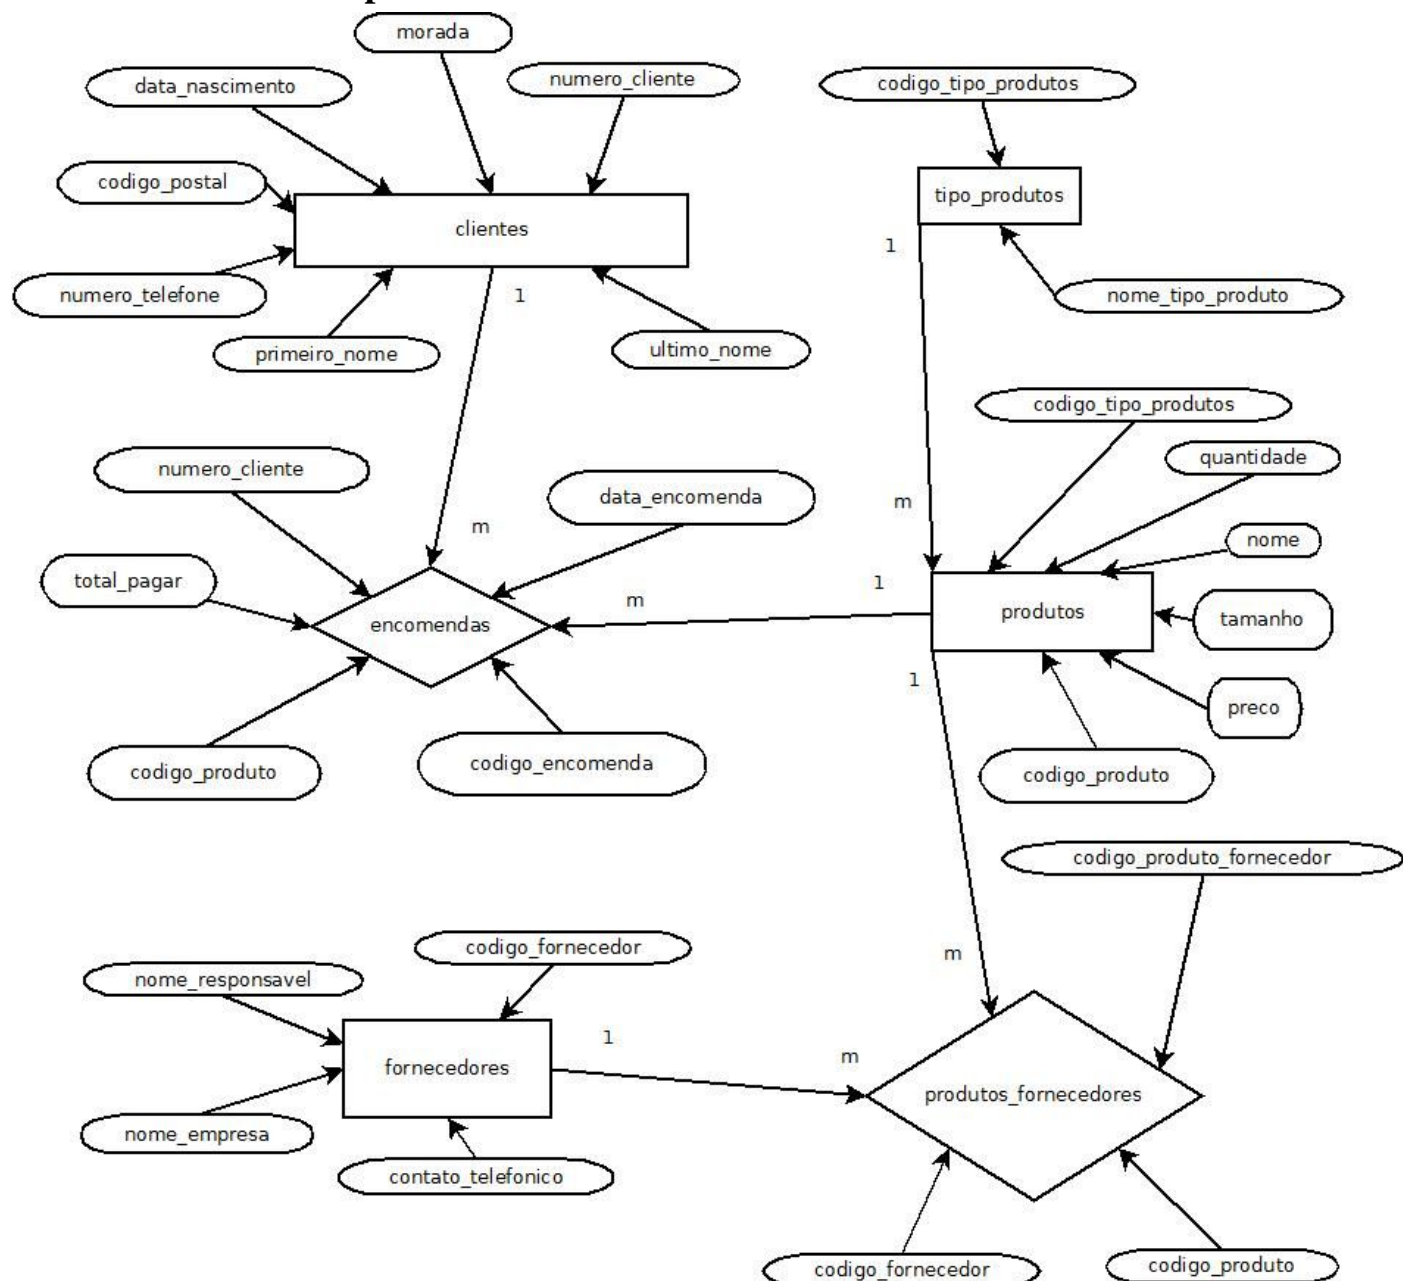 morada
data_nascimento
numero_cliente
codigo_tipo_produtos
codigo_postal
tipo_produtos
clientes
1
numero_telefone
1
nome_tipo_produto
primeiro_nome
ultimo_nome
codigo_tipo_produtos
quantidade
numero_cliente
data_encomenda
m
m
nome
total_pagar
1
m
encomendas
produtos
tamanho
1
preco
codigo_produto
codigo_encomenda
codigo_produto
codigo_produto_fornecedor
codigo_fornecedor
m
nome_responsavel
1
m
fornecedores
produtos_fornecedores
nome_empresa
contato_telefonico
codigo_fornecedor
codigo_produto